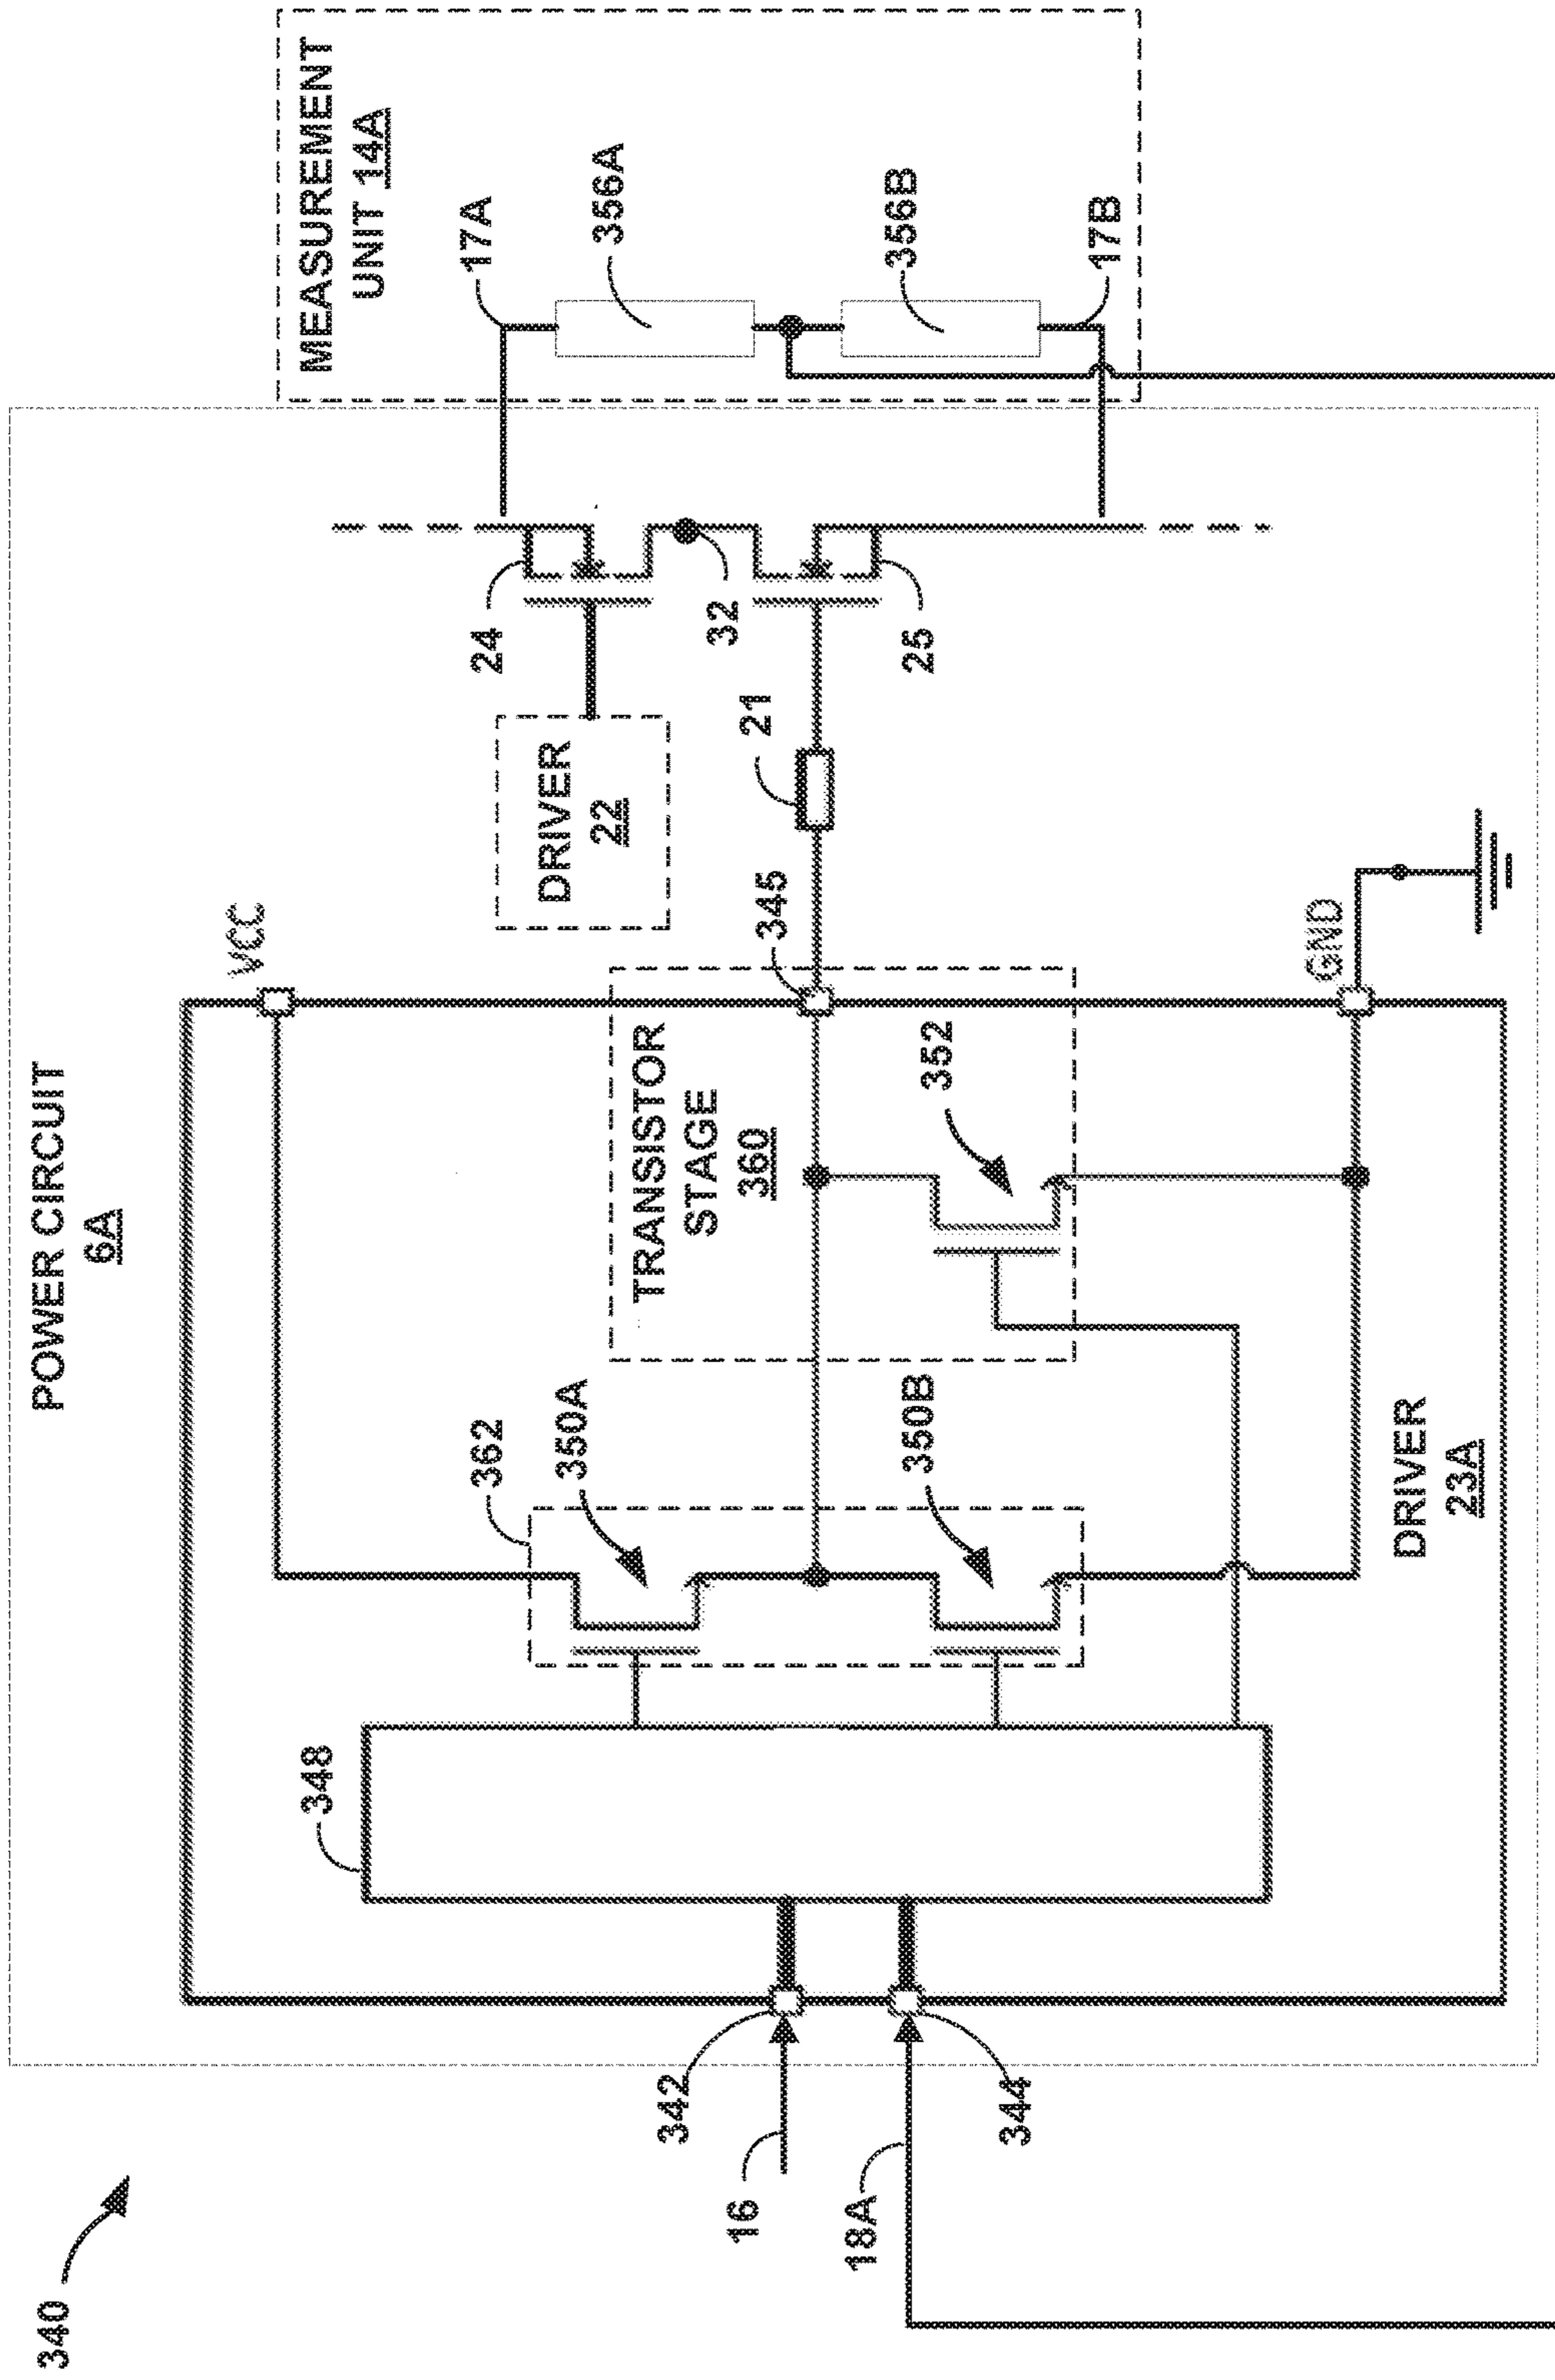 340
POWER CIRCUIT
6A
MEASUREMENT
UNIT 14A
VCC
348
362
350A
24
17A
DRIVER
22
356A
TRANSISTOR
STAGE
360
345
21
32
342
16
18A
344
350B
352
25
356B
17B
GND
DRIVER
23A